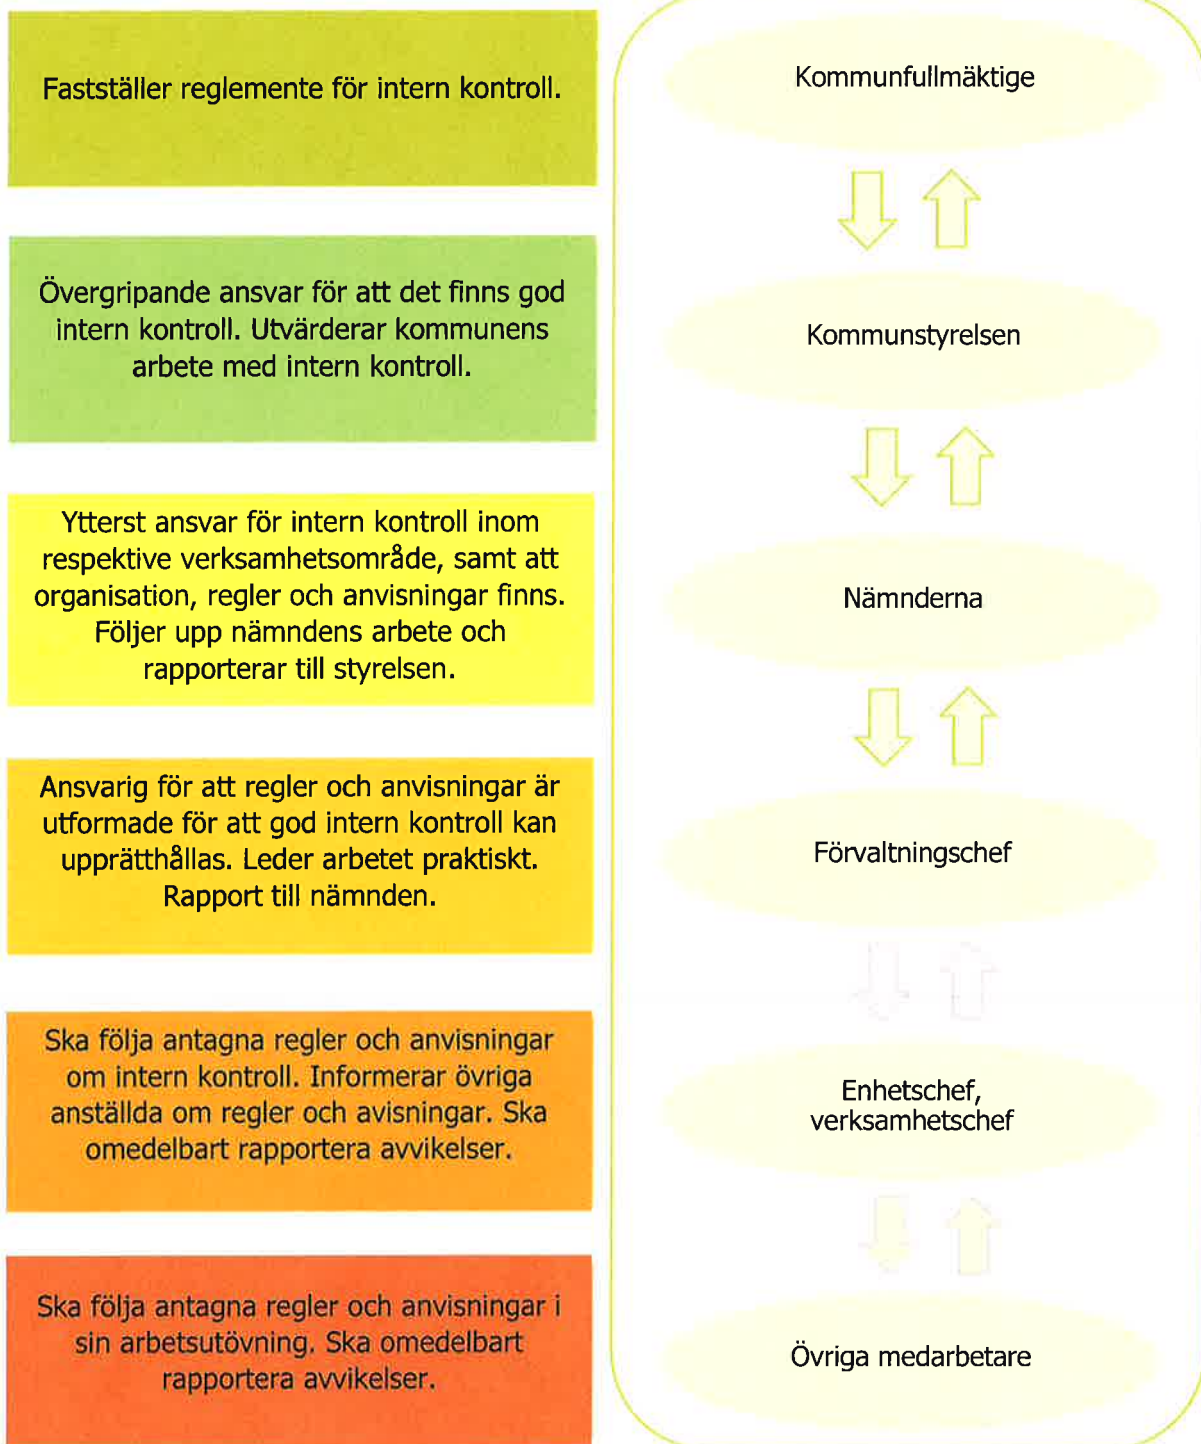 Fastställer reglemente för intern kontroll.
Kommunfullmäktige
Övergripande ansvar för att det finns god
intern kontroll. Utvärderar kommunens
arbete med intern kontroll.
Kommunstyrelsen
Ytterst ansvar för intern kontroll inom
respektive verksamhetsområde, samt att
organisation, regler och anvisningar finns.
Följer upp nämndens arbete och
rapporterar till styrelsen.
Nämnderna
Ansvarig för att regler och anvisningar är
utformade för att god intern kontroll kan
upprätthållas. Leder arbetet praktiskt.
Rapport till nämnden.
Förvaltningschef
Ska följa antagna regler och anvisningar
om intern kontroll. Informerar övriga
anställda om regler och avisningar. Ska
omedelbart rapportera avvikelser.
Enhetschef,
verksamhetschef
Ska följa antagna regler och anvisningar i
sin arbetsutövning. Ska omedelbart
rapportera avvikelser.
Övriga medarbetare